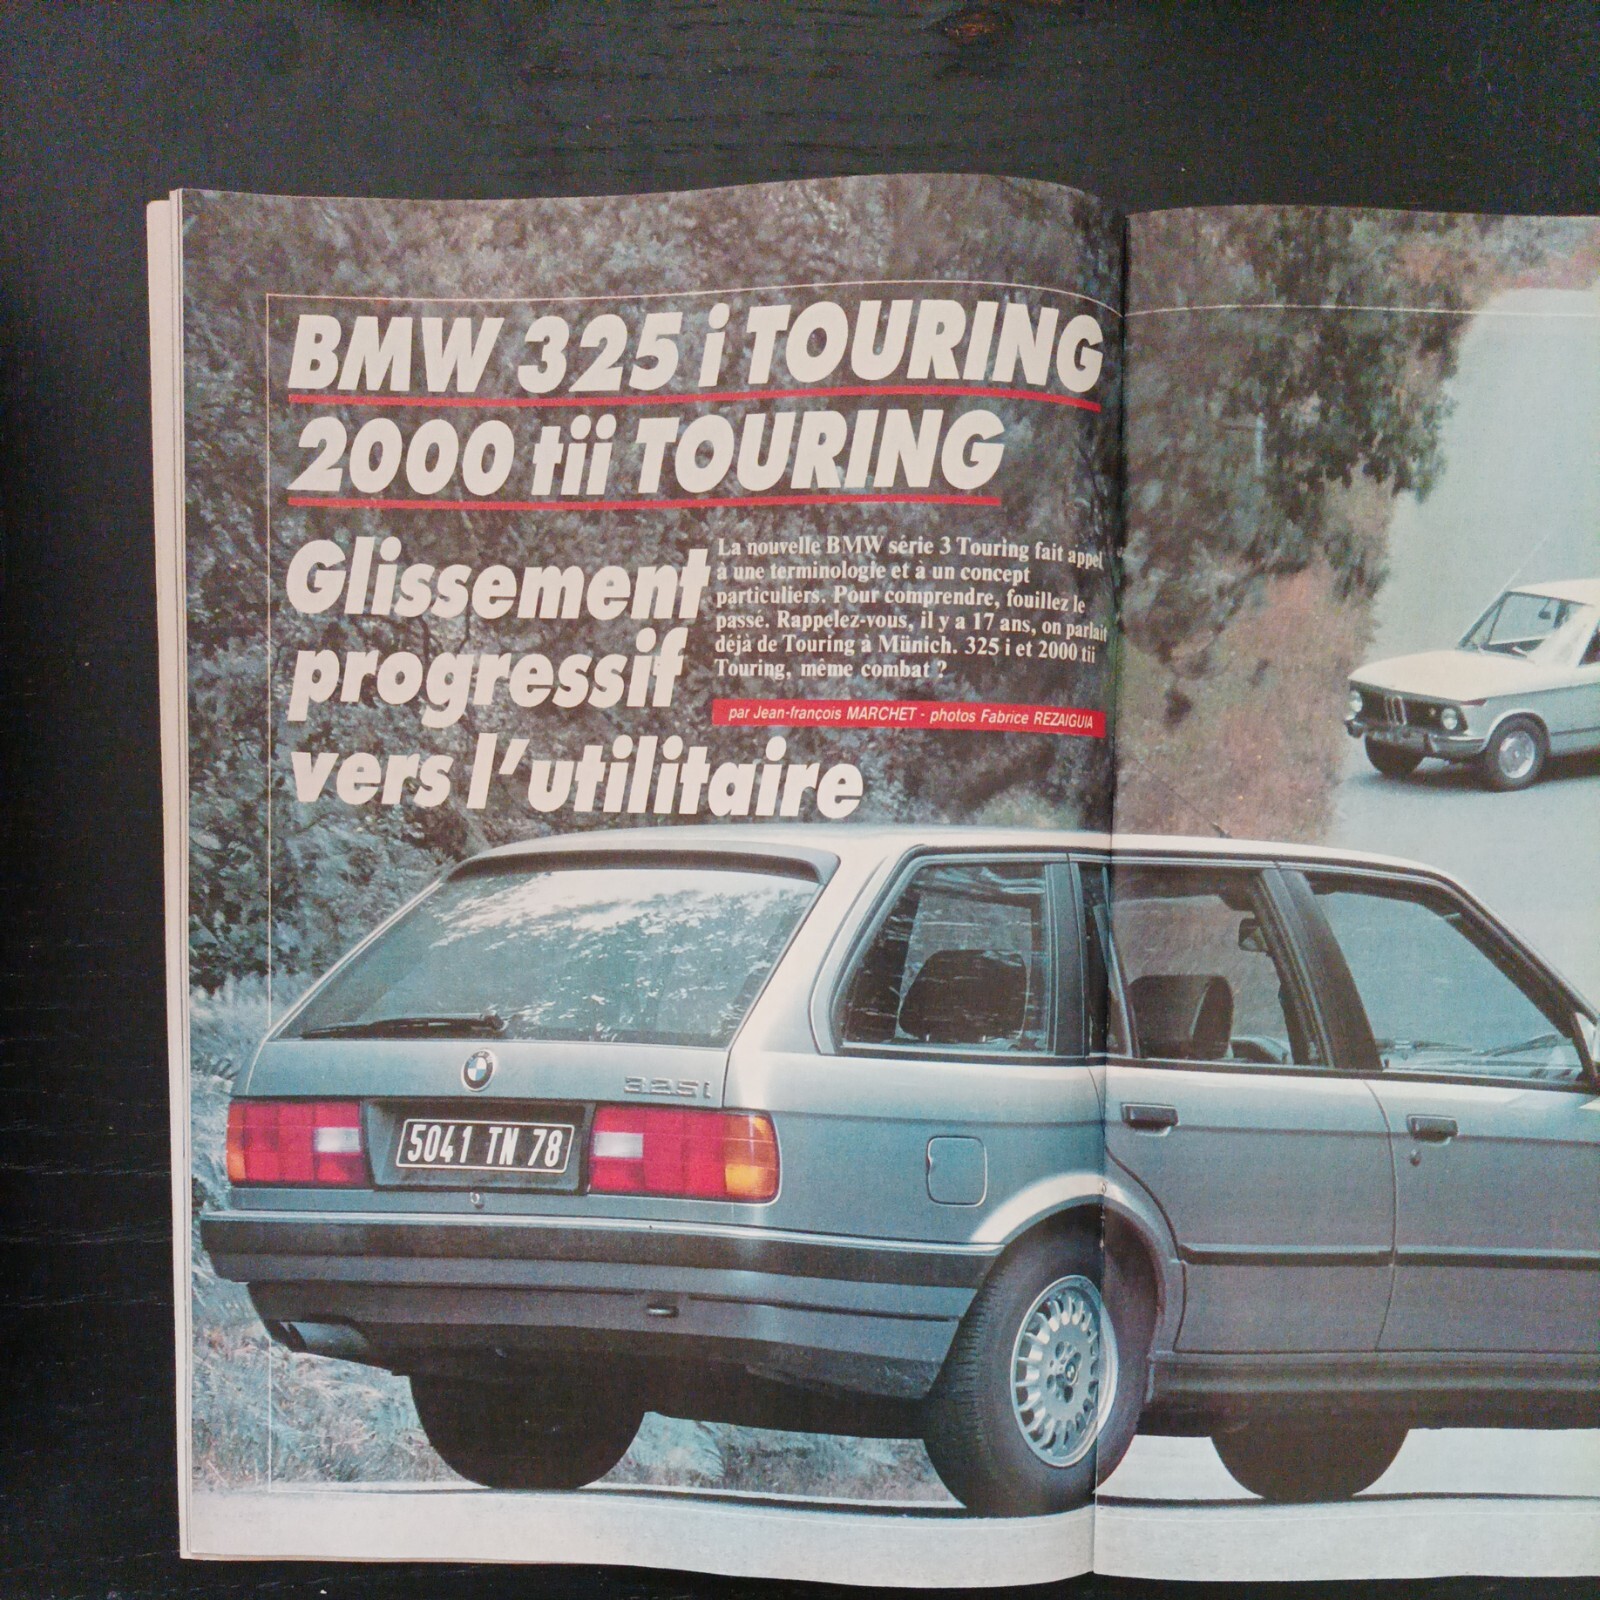 BMW 325 i TOURING
2000 tii TOURING
Glissement
progressif
vers l'utilitaire
La nouvelle BMW série 3 Touring fait appel
à une terminologie et à un concept
particuliers. Pour comprendre, fouillez le
passé. Rappelez-vous, il y a 17 ans, on parlait
déjà de Touring à Münich. 325 i et 2000 tii
Touring, même combat ?
par Jean-françois MARCHET - photos Fabrice REZAIGUIA
325i
5041 TN 78